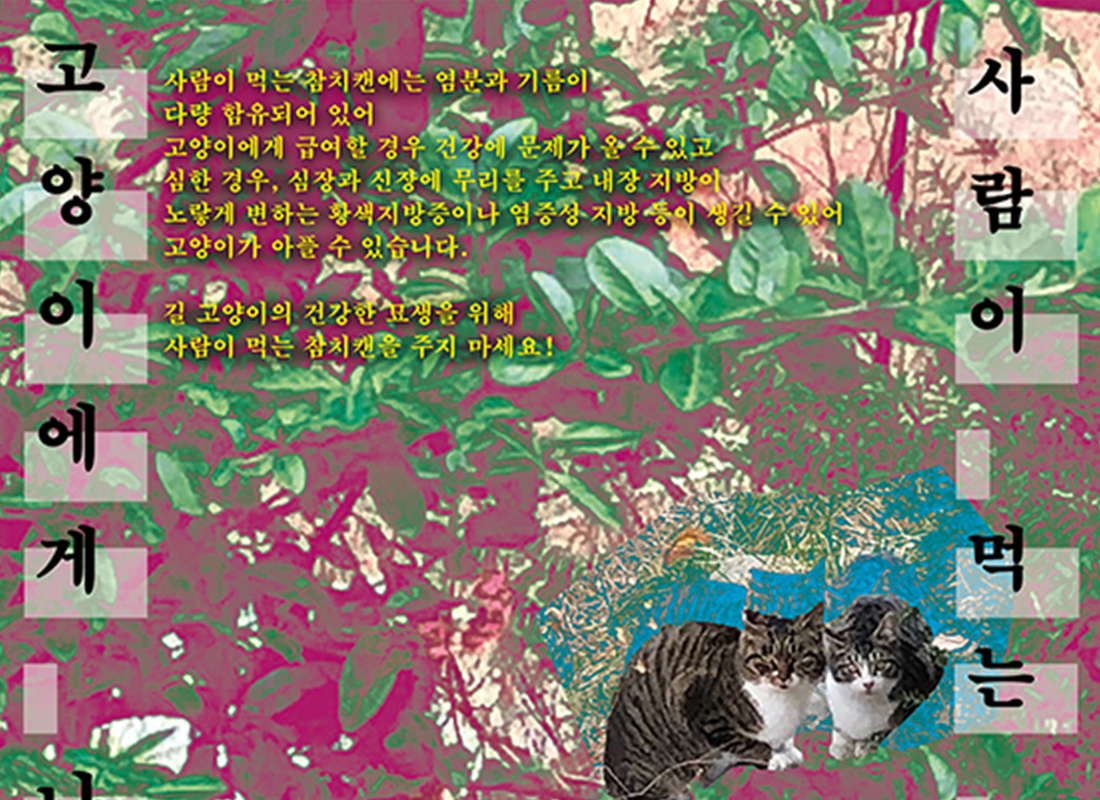 고양이에게
사람이 먹는 참치캔에는 염분과 기름이
다량 함유되어 있어
고양이에게 급여할 경우 건강에 문제가 올 수 있고
심한 경우, 심장과 신장에 무리를 주고 내장 지방이
노랗게 변하는 황색지방증이나 염증성 지방 등이 생길 수 있어
고양이가 아플 수 있습니다.
길 고양이의 건강한 묘생을 위해
사람이 먹는 참치캔을 주지 마세요!
사람이 먹는